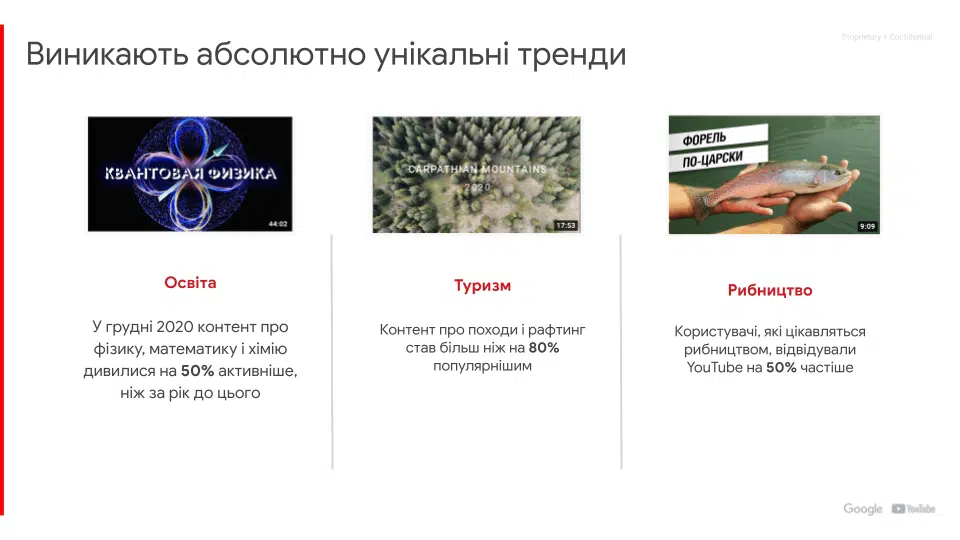 Виникають абсолютно унікальні тренди
Proprietary + Confidential
КВАНТОВАЯ ФИЗИКА
44:02
CARPATHIAN MOUNTAINS
2020
17:53
ФОРЕЛЬ
ПО-ЦАРСКИ
9:09
Освіта
У грудні 2020 контент про
фізику, математику і хімію
дивилися на 50% активніше,
ніж за рік до цього
Туризм
Контент про походи і рафтинг
став більш ніж на 80%
популярнішим
Рибництво
Користувачі, які цікавляться
рибництвом, відвідували
YouTube на 50% частіше
Google YouTube